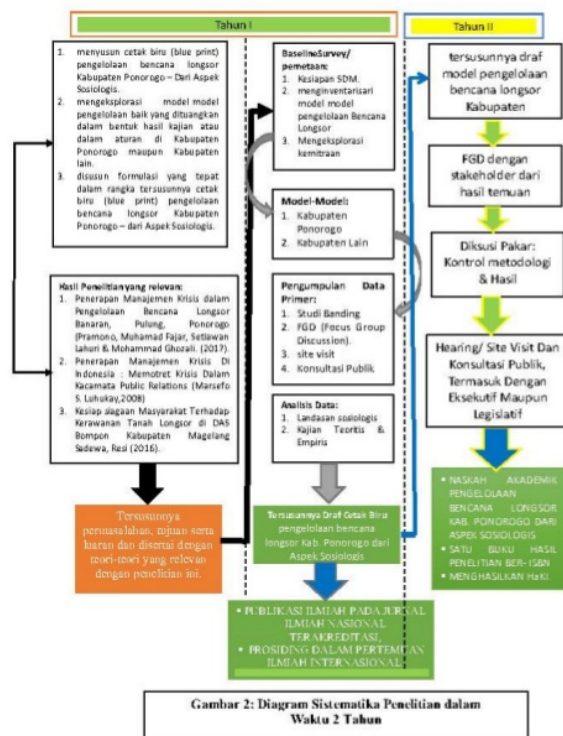 Tahun I
Tahun II
1. menyusun cetak biru (blue print)
pengelolaan bencana longsor
Kabupaten Ponorogo – Dari Aspek
Sosiologis.
2. mengeksplorasi model model
pengelolaan baik yang dituangkan
dalam bentuk hasil kajian atau
dalam aturan di Kabupaten
Ponorogo maupun Kabupaten
lain.
3. disusun formulasi yang tepat
dalam rangka tersusunnya cetak
biru (blue print) pengelolaan
bencana longsor Kabupaten
Ponorogo – dari Aspek Sosiologis.
Hasil Penelitian yang relevan:
1. Penerapan Manajemen Krisis dalam
Pengelolaan Bencana Longsor
Banaran, Pulung, Ponorogo
(Pramono, Muhamad Fajar, Setiawan
Lahuri & Mohammad Ghozali. (2017).
2. Penerapan Manajemen Krisis DI
Indonesia : Memotret Krisis Dalam
Kacamata Public Relations (Marsefo
S. Luhukay,2008)
3. Kesiap siagaan Masyarakat Terhadap
Kerawanan Tanah Longsor di DAS
Bompon Kabupaten Magelang
Sadewa, Resi (2016).
Tersusunnya
permasalahan, tujuan serta
luaran dan disertai dengan
teori-teori yang relevan
dengan penelitian ini.
BaselineSurvey/
pemetaan:
1. Kesiapan SDM.
2. menginventarisari
model model
pengelolaan Bencana
Longsor
3. Mengeksplorasi
kemitraan
Model-Model:
1. Kabupaten
Ponorogo
2. Kabupaten Lain
Pengumpulan Data
Primer:
1. Studi Banding
2. FGD (Focus Group
Discussion).
3. site visit
4. Konsultasi Publik
Analisis Data:
1. Landasan sosiologis
2. Kajian Teoritis &
Empiris
Tersusunnya Draf Cetak Biru
pengelolaan bencana
longsor Kab. Ponorogo dari
Aspek Sosiologis
▪ PUBLIKASI ILMIAH PADA JURNAL
ILMIAH NASIONAL
TERAKREDITASI,
▪ PROSIDING DALAM PERTEMUAN
ILMIAH INTERNASIONAL
tersusunnya draf
model pengelolaan
bencana longsor
Kabupaten
FGD dengan
stakeholder dari
hasil temuan
Diksusi Pakar:
Kontrol metodologi
& Hasil
Hearing/ Site Visit Dan
Konsultasi Publik,
Termasuk Dengan
Eksekutif Maupun
Legislatif
▪ NASKAH AKADEMIK
PENGELOLAAN
BENCANA LONGSOR
KAB. PONOROGO DARI
ASPEK SOSIOLOGIS
▪ SATU BUKU HASIL
PENELITIAN BER- ISBN
▪ MENGHASILKAN HaKI.
Gambar 2: Diagram Sistematika Penelitian dalam
Waktu 2 Tahun